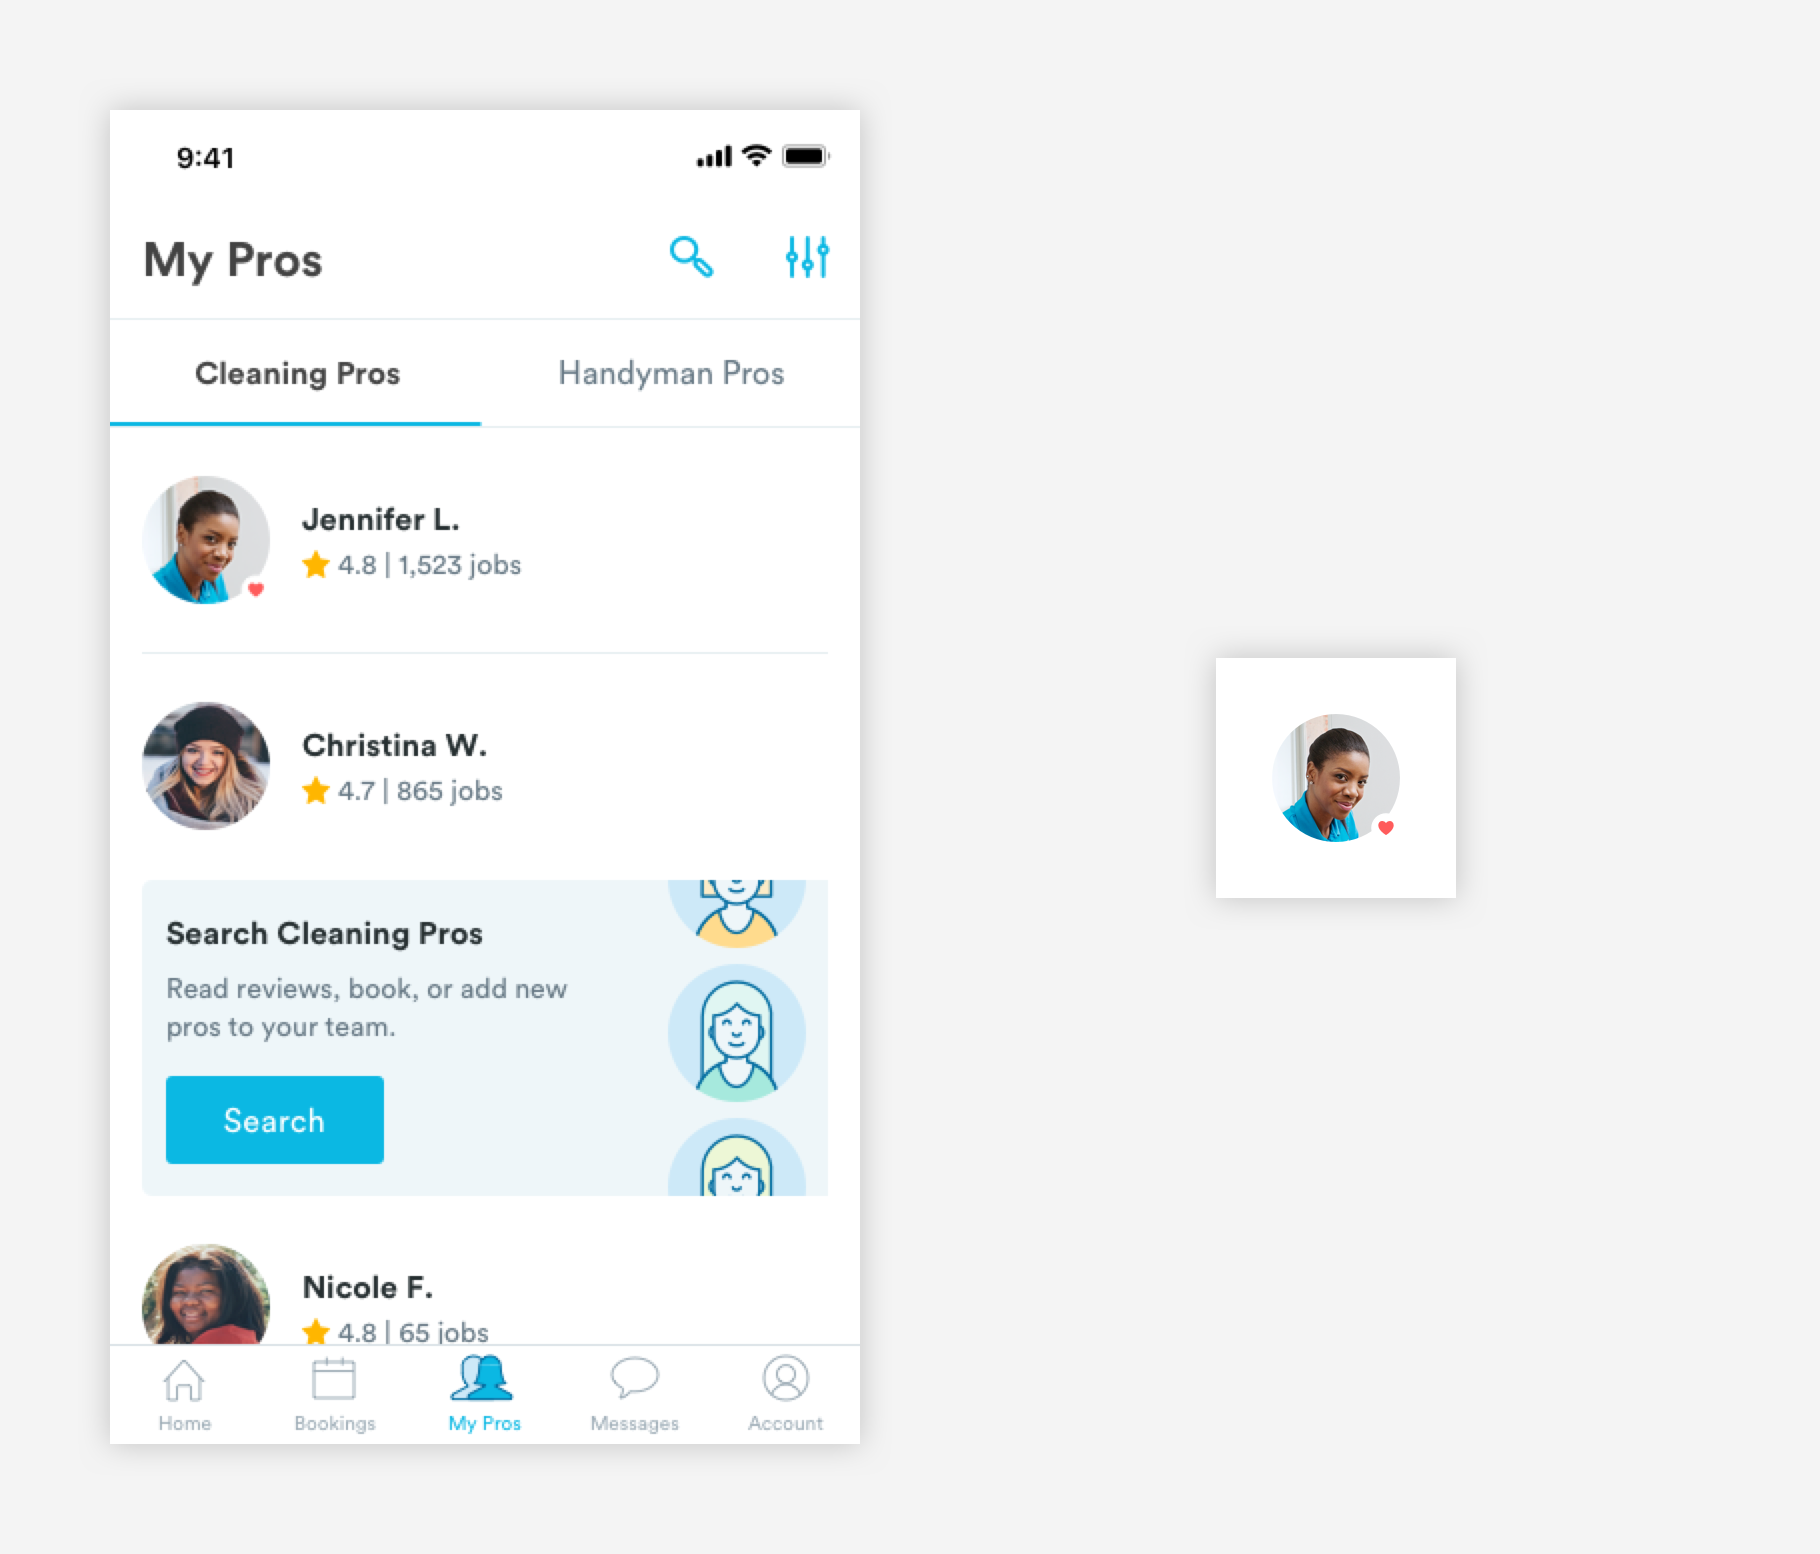 9:41
My Pros
Cleaning Pros
Handyman Pros
Jennifer L.
4.8 | 1,523 jobs
Christina W.
4.7 | 865 jobs
Search Cleaning Pros
Read reviews, book, or add new
pros to your team.
Search
Nicole F.
4.8 | 65 jobs
Home
Bookings
My Pros
Messages
Account